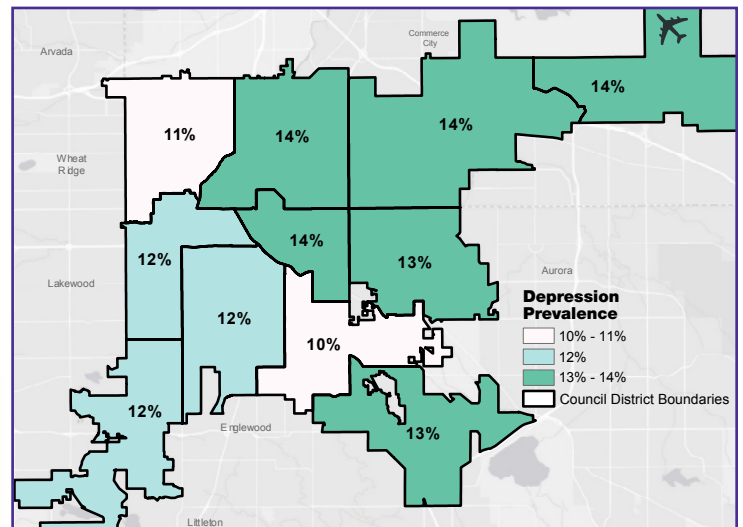 Arvada
Commerce
City
14%
11%
14%
14%
Wheat
Ridge
14%
12%
13%
Lakewood
Aurora
12%
10%
12%
Englewood
13%
Littleton
Depression
Prevalence
10% - 11%
12%
13% - 14%
Council District Boundaries